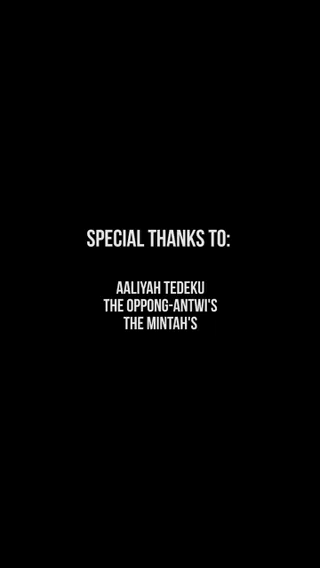 SPECIAL THANKS TO:
AALIYAH TEDEKU
THE OPPONG-ANTWI'S
THE MINTAH'S